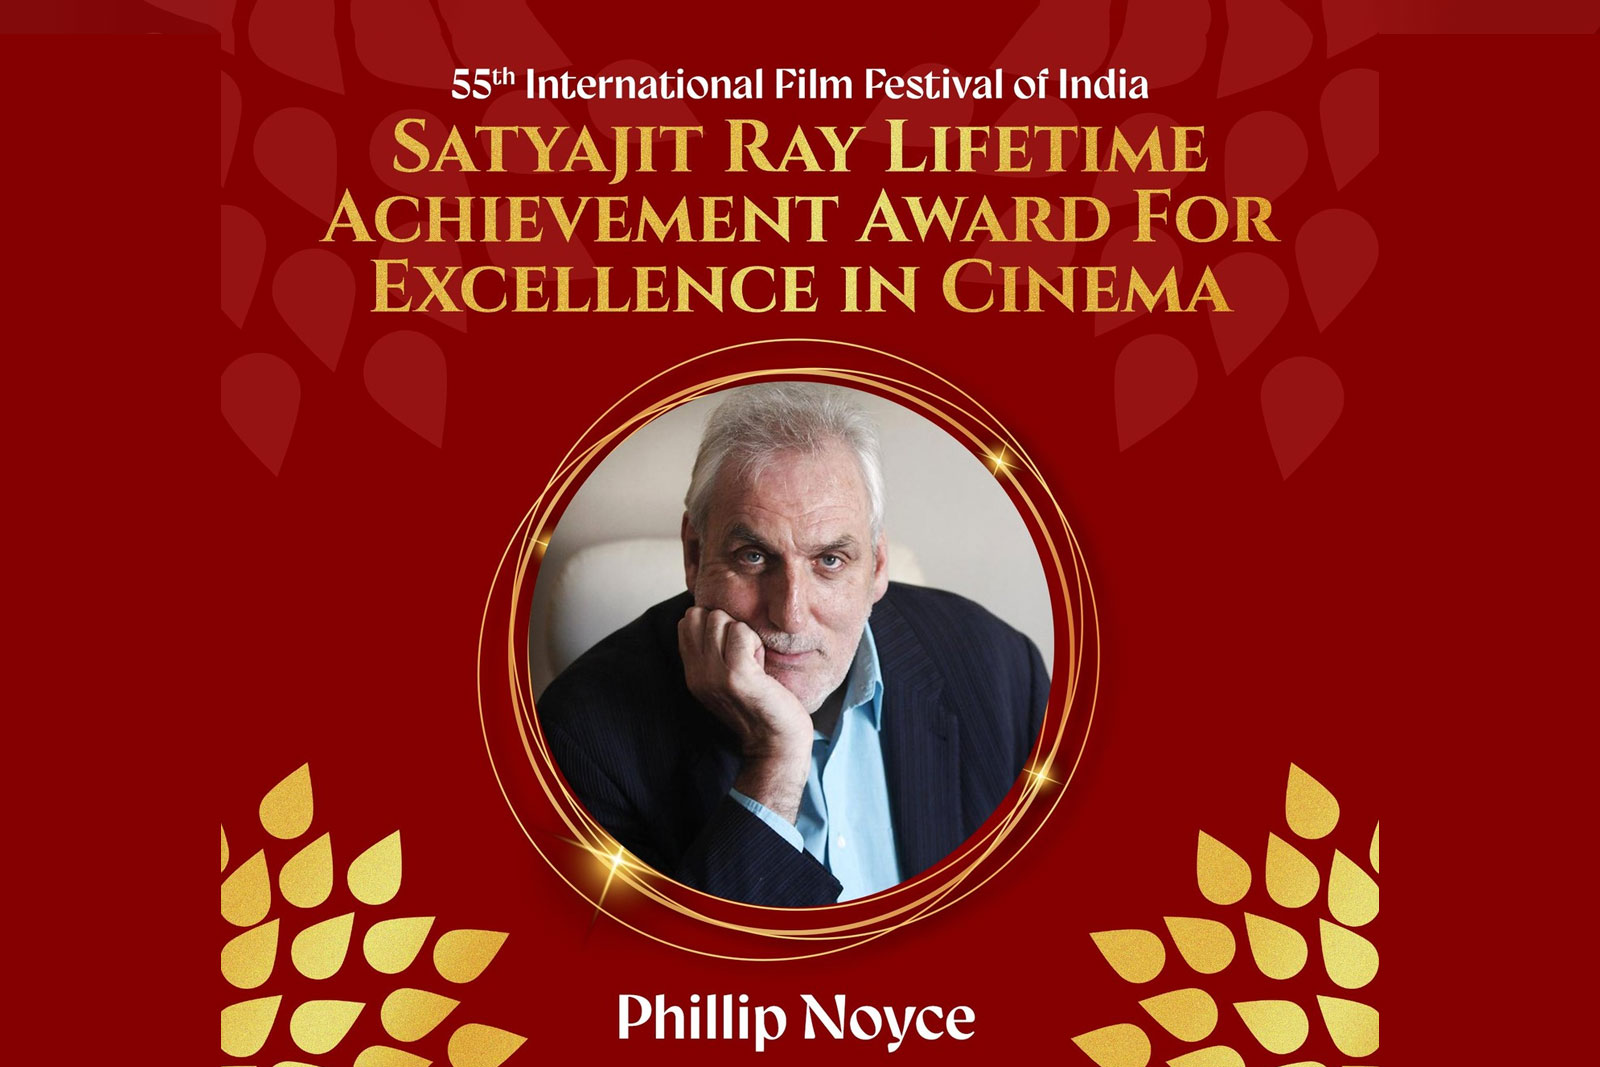 55th International Film Festival of India
Satyajit Ray Lifetime
Achievement Award For
Excellence in Cinema
Phillip Noyce